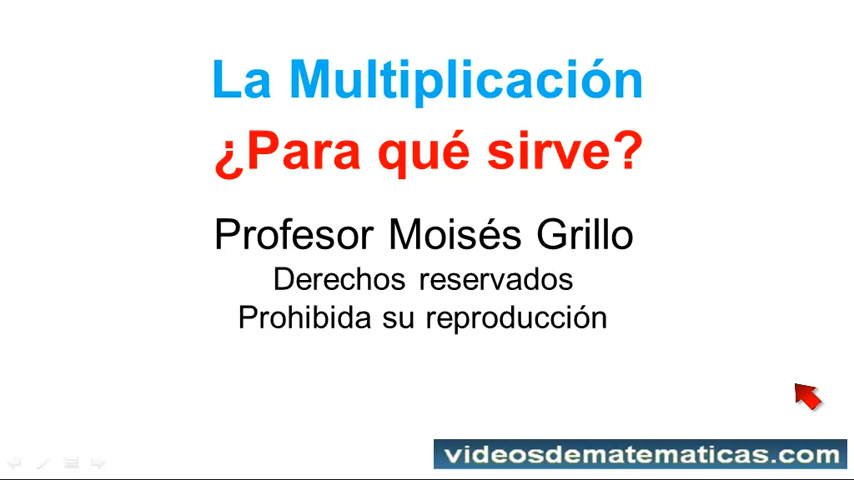 La Multiplicación
¿Para qué sirve?
Profesor Moisés Grillo
Derechos reservados
Prohibida su reproducción
videosdematematicas.com